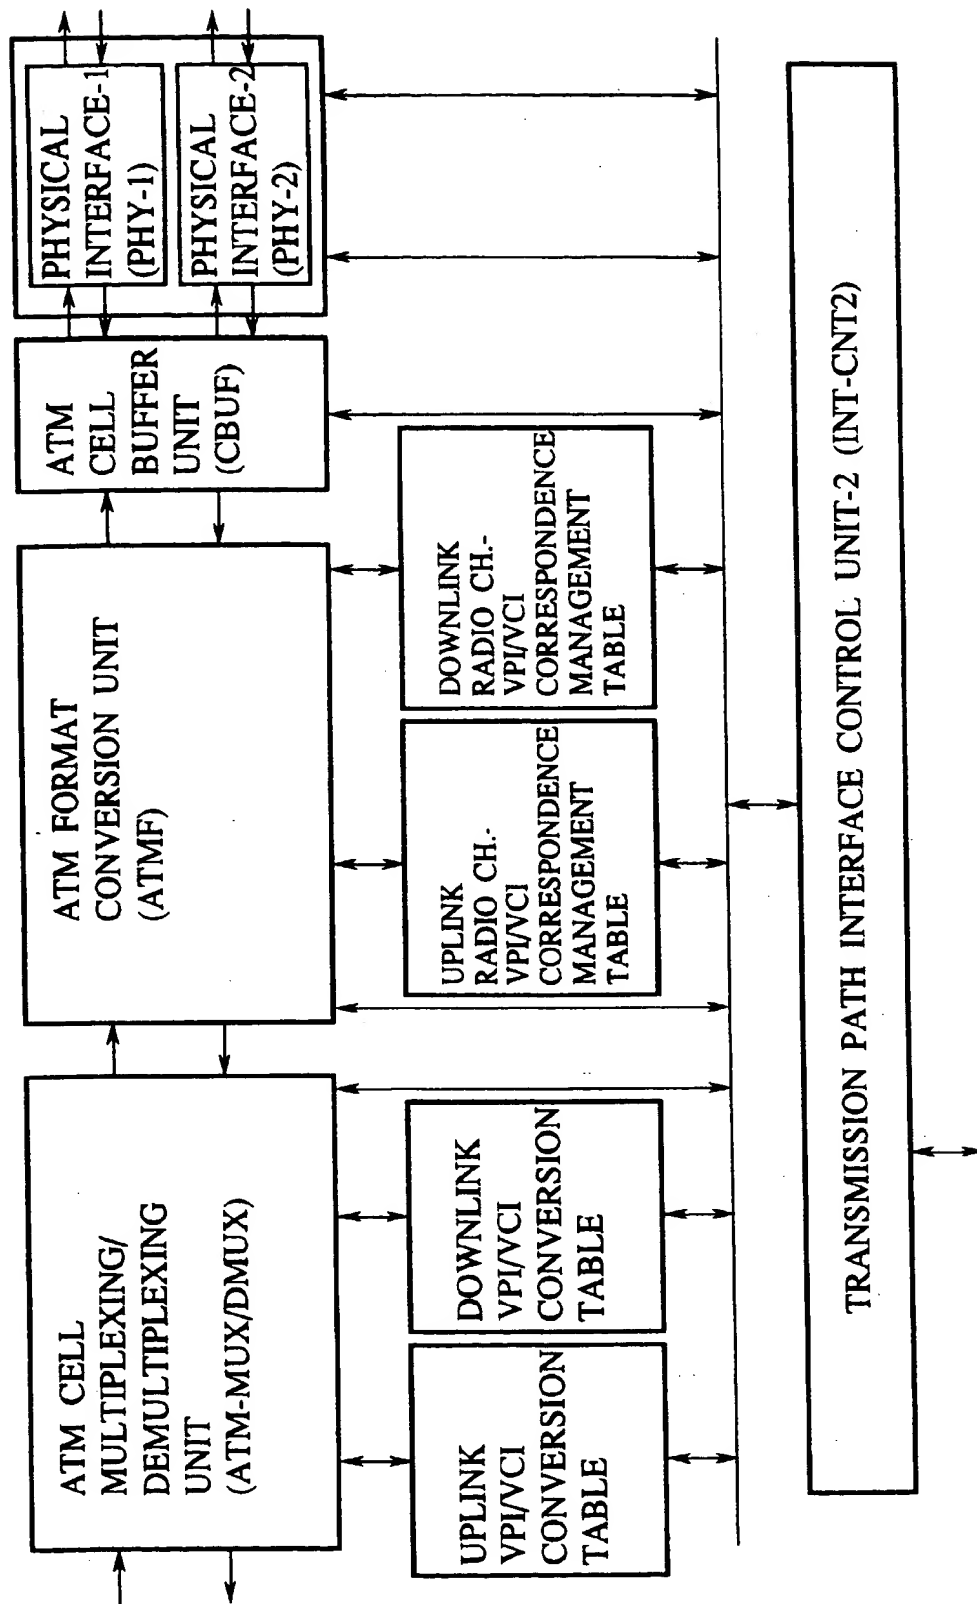 ATM CELL
MULTIPLEXING/
DEMULTIPLEXING
UNIT
(ATM-MUX/DMUX)
ATM FORMAT
CONVERSION UNIT
(ATMF)
ATM
CELL
BUFFER
UNIT
(CBUF)
PHYSICAL
INTERFACE-1
(PHY-1)
PHYSICAL
INTERFACE-2
(PHY-2)
UPLINK
VPI/VCI
CONVERSION
TABLE
DOWNLINK
VPI/VCI
CONVERSION
TABLE
UPLINK
RADIO CH.-
VPI/VCI
CORRESPONDENCE
MANAGEMENT
TABLE
DOWNLINK
RADIO CH.-
VPI/VCI
CORRESPONDENCE
MANAGEMENT
TABLE
TRANSMISSION PATH INTERFACE CONTROL UNIT-2 (INT-CNT2)